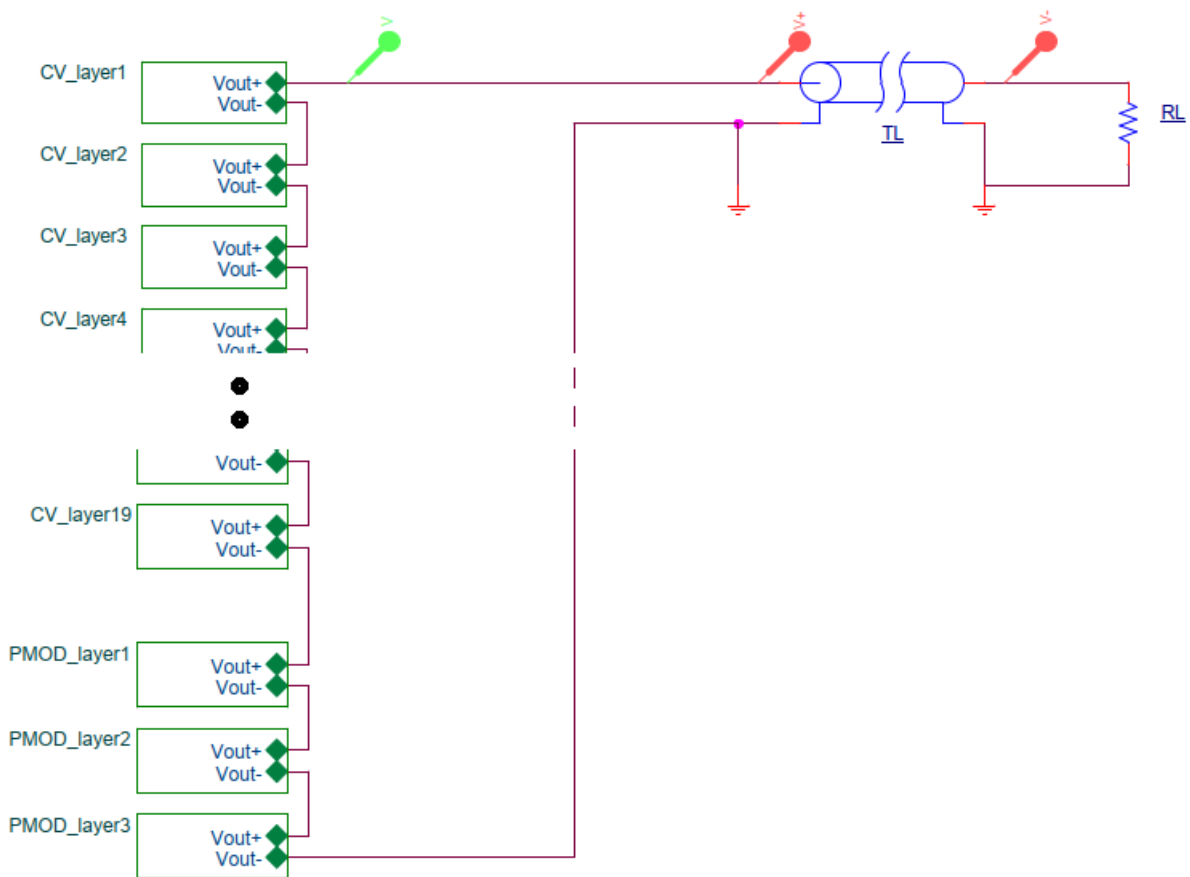 V
V+
V-
CV_layer1
Vout+
Vout-
TL
RL
CV_layer2
Vout+
Vout-
CV_layer3
Vout+
Vout-
CV_layer4
Vout+
Vout-
Vout-
CV_layer19
Vout+
Vout-
PMOD_layer1
Vout+
Vout-
PMOD_layer2
Vout+
Vout-
PMOD_layer3
Vout+
Vout-